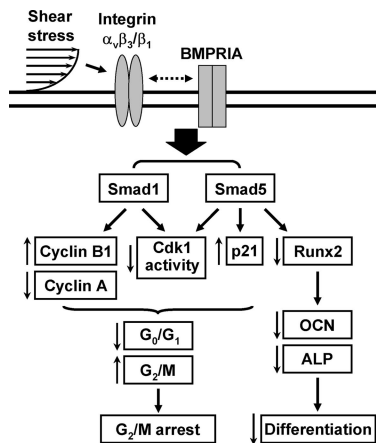 Shear
stress
Integrin
αvβ3/β1
BMPRIA
Smad1
Smad5
↑ Cyclin B1
↓ Cdk1
activity
↑ p21
↓ Runx2
↓ Cyclin A
↓ G0/G1
↓ OCN
↑ G2/M
↓ ALP
G2/M arrest
↓ Differentiation